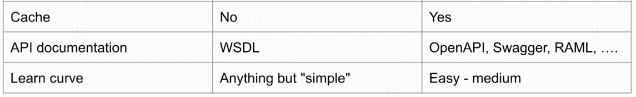 Cache No Yes
API documentation WSDL OpenAPI, Swagger, RAML, ....
Learn curve Anything but "simple" Easy - medium